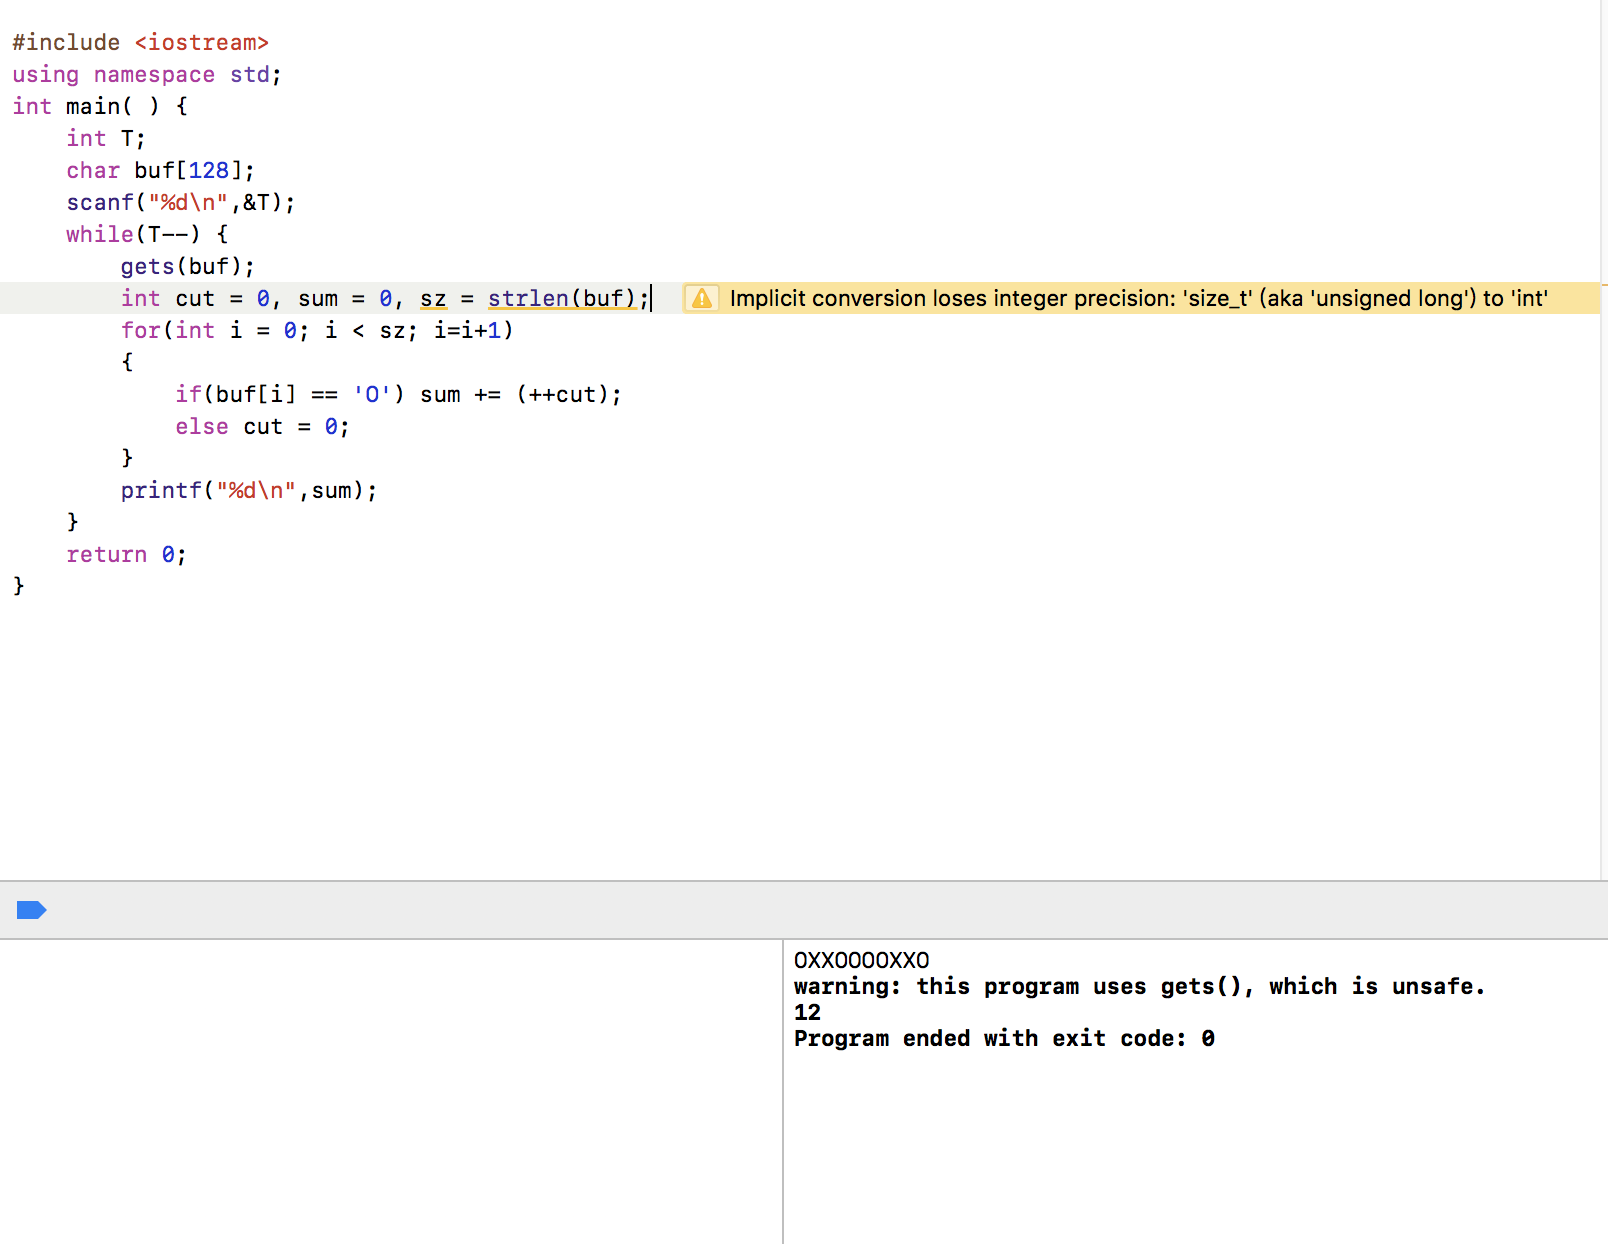 #include <iostream>
using namespace std;
int main( ) {
    int T;
    char buf[128];
    scanf("%d\n",&T);
    while(T--) {
        gets(buf);
        int cut = 0, sum = 0, sz = strlen(buf); Implicit conversion loses integer precision: 'size_t' (aka 'unsigned long') to 'int'
        for(int i = 0; i < sz; i=i+1)
        {
            if(buf[i] == 'O') sum += (++cut);
            else cut = 0;
        }
        printf("%d\n",sum);
    }
    return 0;
}
OXXOOOOXXO
warning: this program uses gets(), which is unsafe.
12
Program ended with exit code: 0